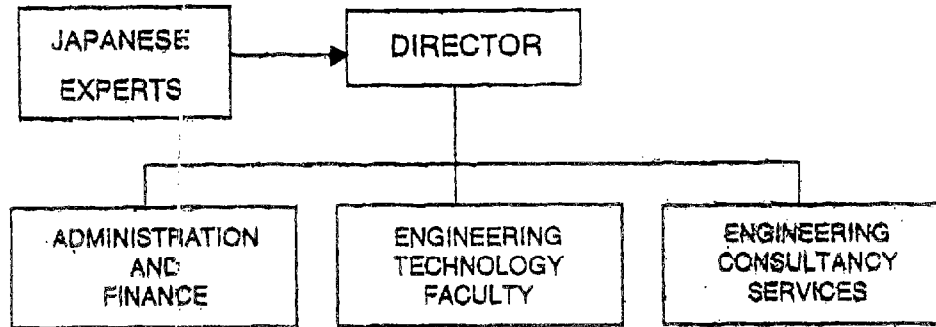 JAPANESE
EXPERTS
DIRECTOR
ADMINISTRATION
AND
FINANCE
ENGINEERING
TECHNOLOGY
FACULTY
ENGINEERING
CONSULTANCY
SERVICES